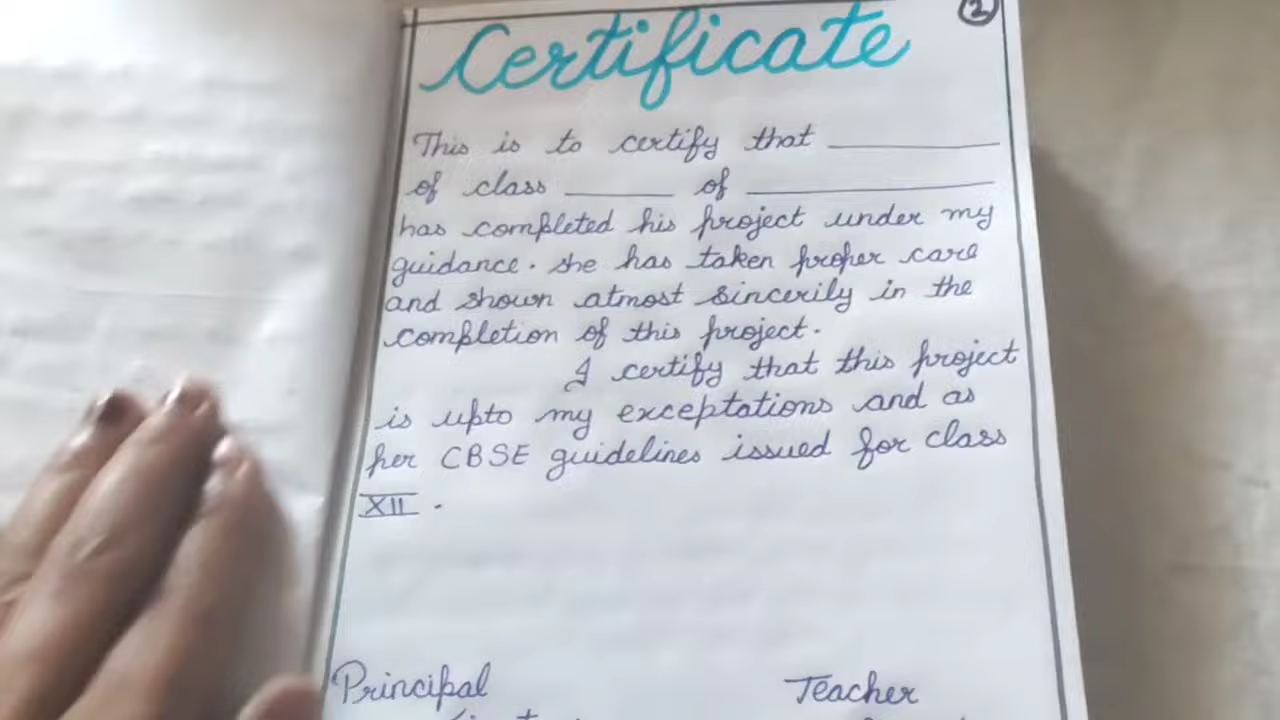 2
Certificate
This is to certify that
of class of
has completed his project under my
guidance. She has taken proper care
and shown atmost sincerily in the
completion of this project.
I certify that this project
is upto my exceptations and as
per CBSE guidelines issued for class
XII.
Principal Teacher